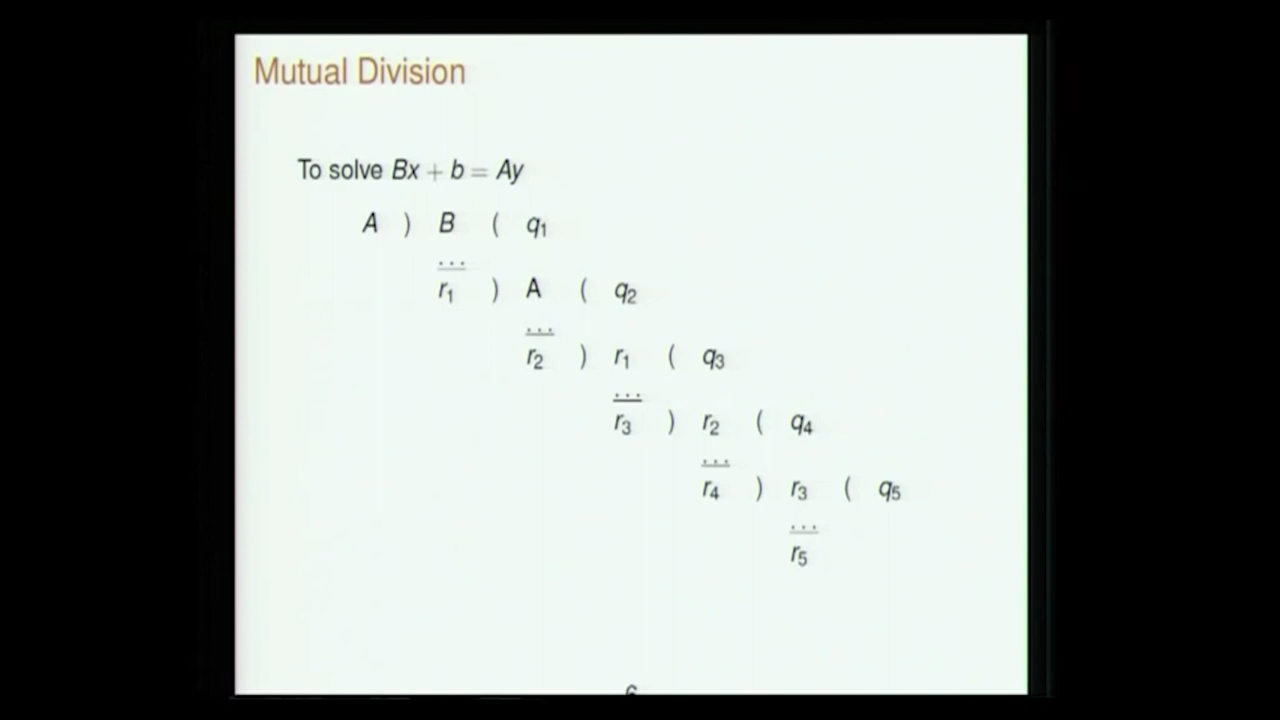 Mutual Division
To solve Bx + b = Ay
A ) B ( q₁
...
r₁ ) A ( q₂
...
r₂ ) r₁ ( q₃
...
r₃ ) r₂ ( q₄
...
r₄ ) r₃ ( q₅
...
r₅